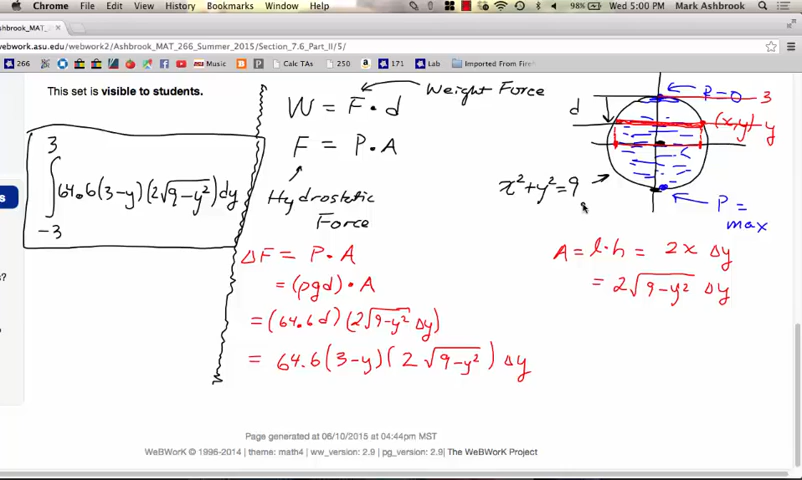 Chrome File Edit View History Bookmarks Window Help
98% Wed 5:00 PM Mark Ashbrook
ashbrook_MAT_
webwork.asu.edu/webwork2/Ashbrook_MAT_266_Summer_2015/Section_7.6_Part_II/5/
266 Music Calc TAs 250 171 Lab Imported From Firef
This set is visible to students.
W = F • d
Weight Force
F = P • A
Hydrostatic
Force
3
∫ 64.6(3-y)(2√9-y²)dy
-3
ΔF = P • A
= (ρgd) • A
= (64.6d)(2√9-y² Δy)
= 64.6(3-y)(2√9-y²) Δy
P=0
3
d
(x,y)
y
x²+y²=9
P =
max
A = l•h = 2x Δy
= 2√9-y² Δy
Page generated at 06/10/2015 at 04:44pm MST
WeBWorK © 1996-2014 | theme: math4 | ww_version: 2.9 | pg_version: 2.9| The WeBWorK Project